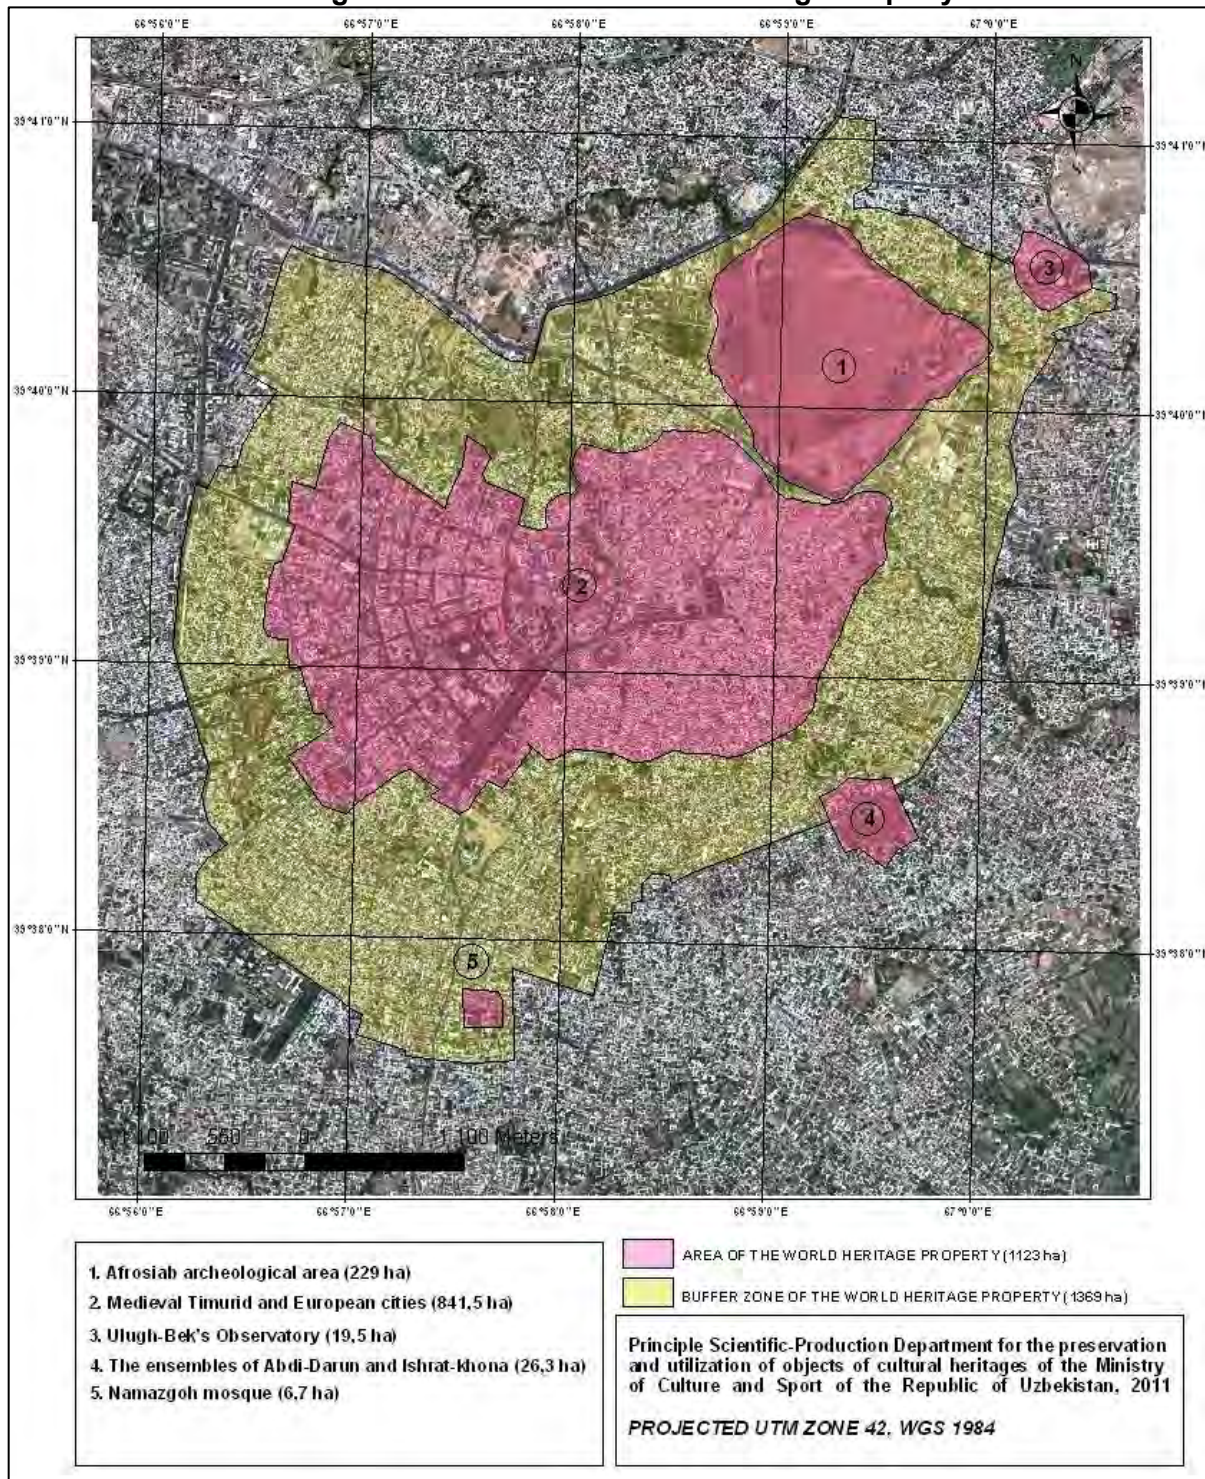 66°56'0"E 66°57'0"E 66°58'0"E 66°59'0"E 67°0'0"E
N
39°41'0"N
39°41'0"N
3
1
39°40'0"N
39°40'0"N
2
39°39'0"N
39°39'0"N
4
39°38'0"N
39°38'0"N
5
550 0 1 100 Meters
66°56'0"E 66°57'0"E 66°58'0"E 66°59'0"E 67°0'0"E
1. Afrosiab archeological area (229 ha)
2. Medieval Timurid and European cities (841,5 ha)
3. Ulugh-Bek's Observatory (19,5 ha)
4. The ensembles of Abdi-Darun and Ishrat-khona (26,3 ha)
5. Namazgoh mosque (6,7 ha)
AREA OF THE WORLD HERITAGE PROPERTY (1123 ha)
BUFFER ZONE OF THE WORLD HERITAGE PROPERTY (1369 ha)
Principle Scientific-Production Department for the preservation
and utilization of objects of cultural heritages of the Ministry
of Culture and Sport of the Republic of Uzbekistan, 2011
PROJECTED UTM ZONE 42, WGS 1984